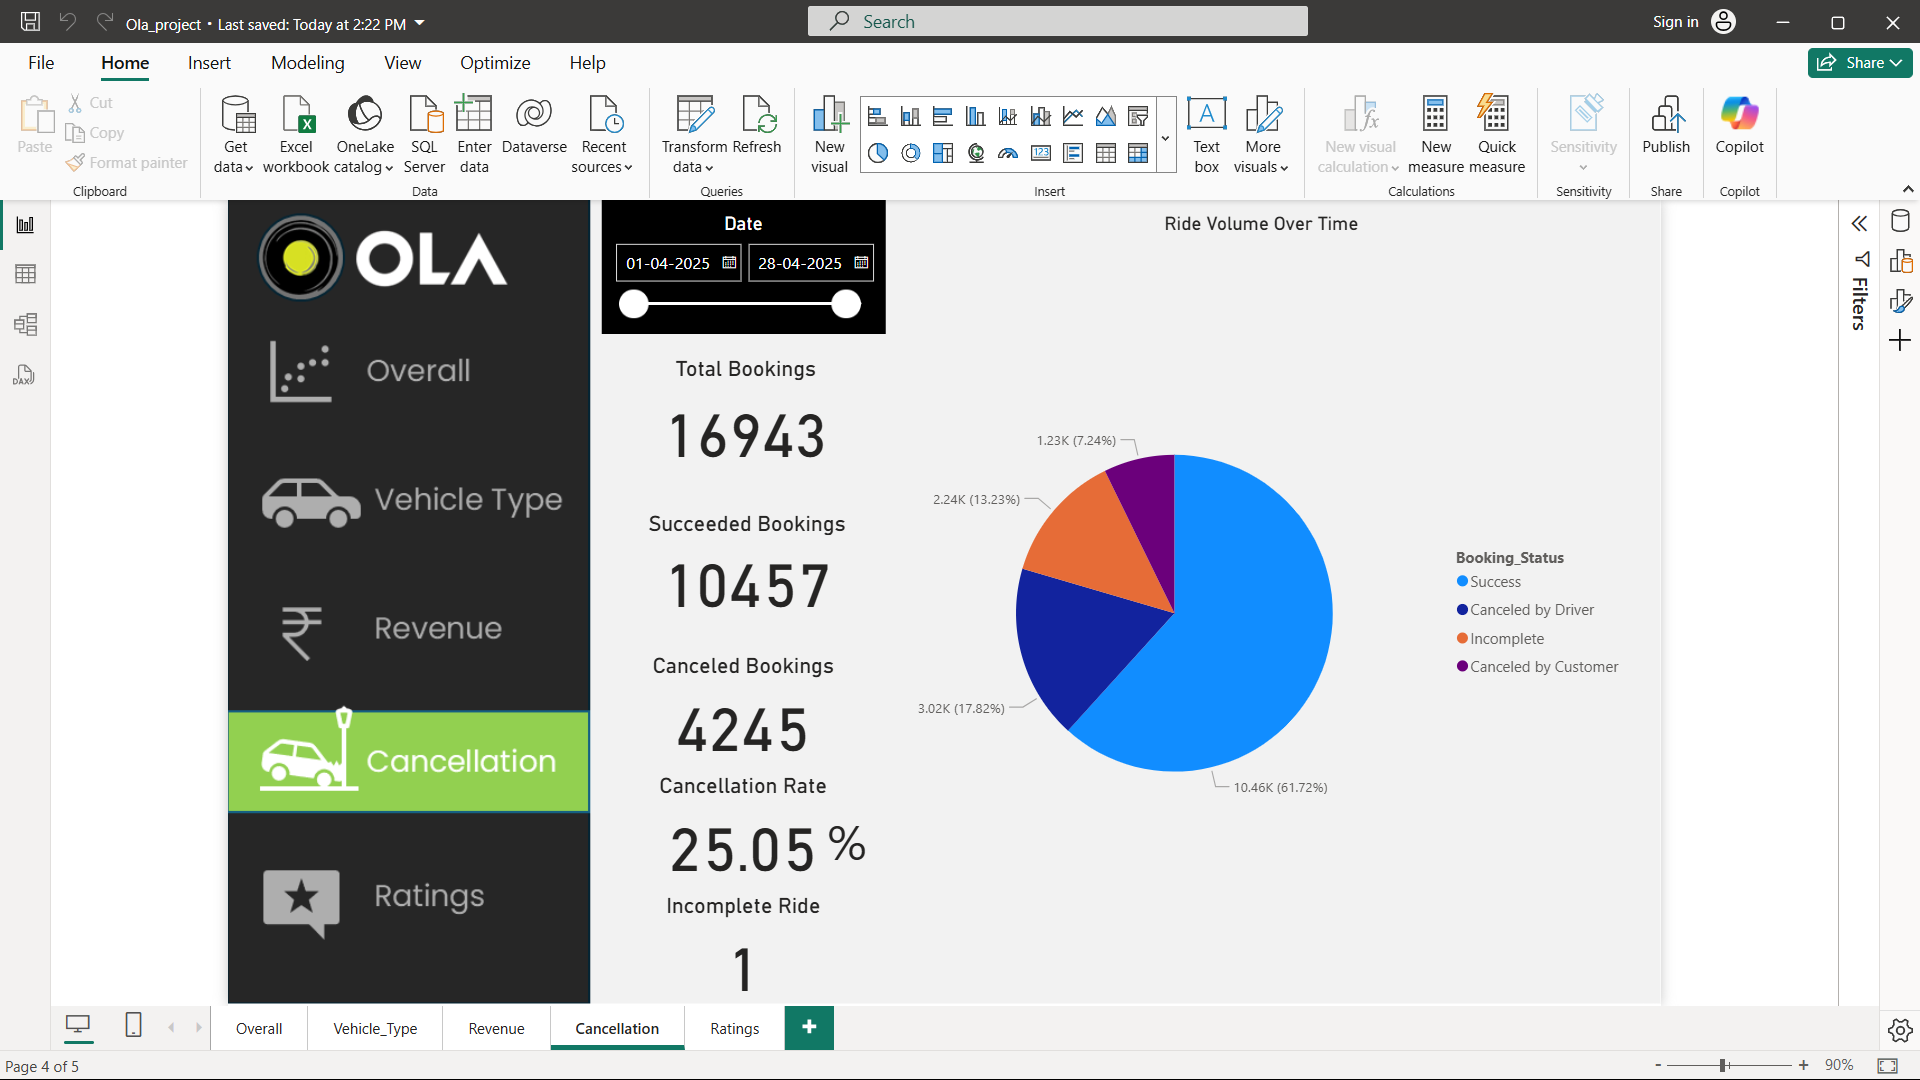 Ola_project • Last saved: Today at 2:22 PM
Search
Sign in
File Home Insert Modeling View Optimize Help
Share
Paste
Cut
Copy
Format painter
Clipboard
Get data
Excel workbook
OneLake catalog
SQL Server
Enter data
Dataverse
Recent sources
Data
Transform data
Refresh
Queries
New visual
123
A
Text box
More visuals
Insert
New visual calculation
New measure
Quick measure
Calculations
Sensitivity
Sensitivity
Publish
Share
Copilot
Copilot
DAX
OLA
Overall
Vehicle Type
Revenue
Cancellation
Ratings
Date
01-04-2025
28-04-2025
Total Bookings
16943
Succeeded Bookings
10457
Canceled Bookings
4245
Cancellation Rate
25.05 %
Incomplete Ride
1
Ride Volume Over Time
1.23K (7.24%)
2.24K (13.23%)
3.02K (17.82%)
10.46K (61.72%)
Booking_Status
Success
Canceled by Driver
Incomplete
Canceled by Customer
Filters
Overall Vehicle_Type Revenue Cancellation Ratings +
Page 4 of 5
- + 90%